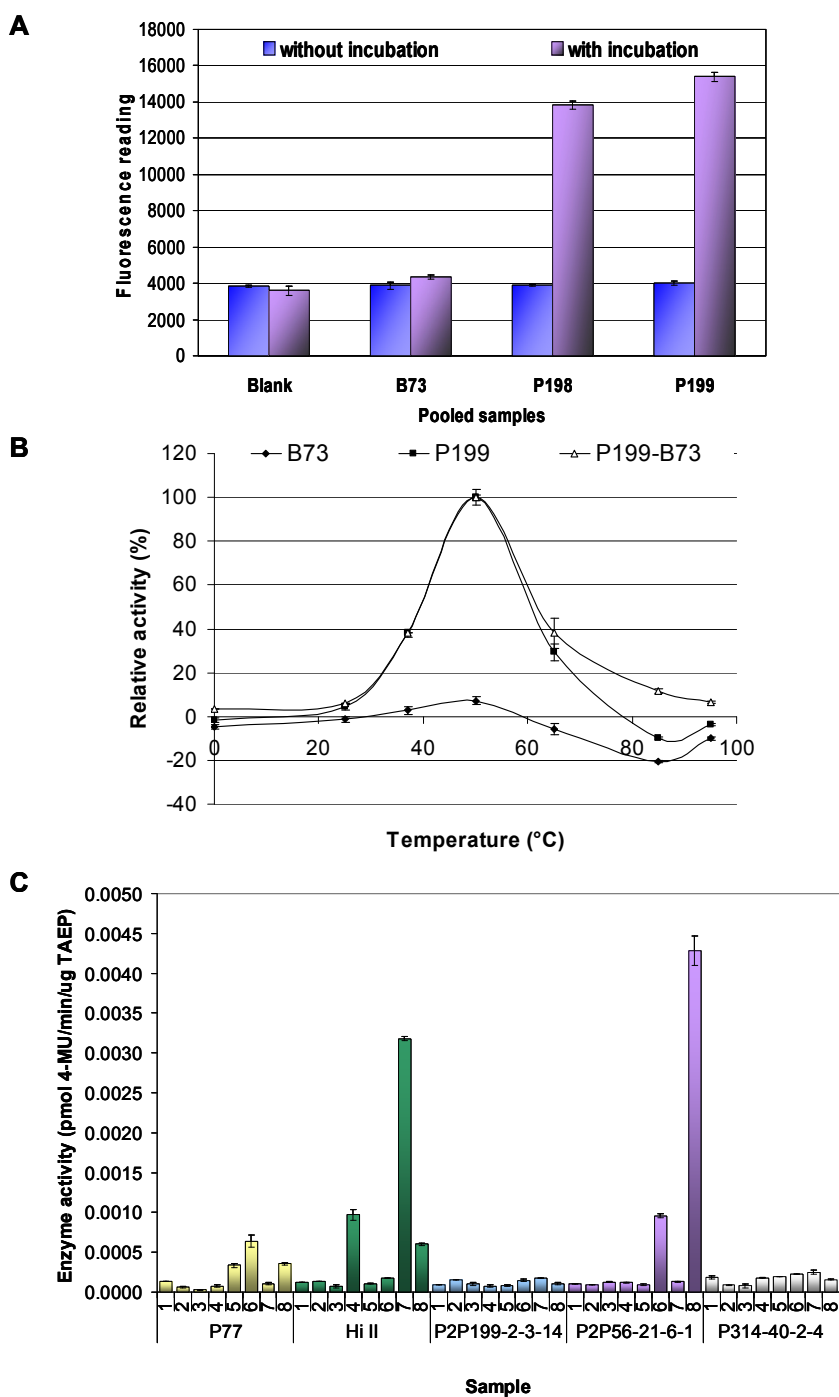 A
18000
16000
14000
12000
10000
8000
6000
4000
2000
0
Fluorescence reading
without incubation with incubation
Blank B73 P198 P199
Pooled samples
B
120
100
80
60
40
20
0
-20
-40
Relative activity (%)
B73 P199 P199-B73
0 20 40 60 80 100
Temperature (°C)
C
0.0050
0.0045
0.0040
0.0035
0.0030
0.0025
0.0020
0.0015
0.0010
0.0005
0.0000
Enzyme activity (pmol 4-MU/min/ug TAEP)
1 2 3 4 5 6 7 8 1 2 3 4 5 6 7 8 1 2 3 4 5 6 7 8 1 2 3 4 5 6 7 8 1 2 3 4 5 6 7 8
P77 Hi II P2P199-2-3-14 P2P56-21-6-1 P314-40-2-4
Sample